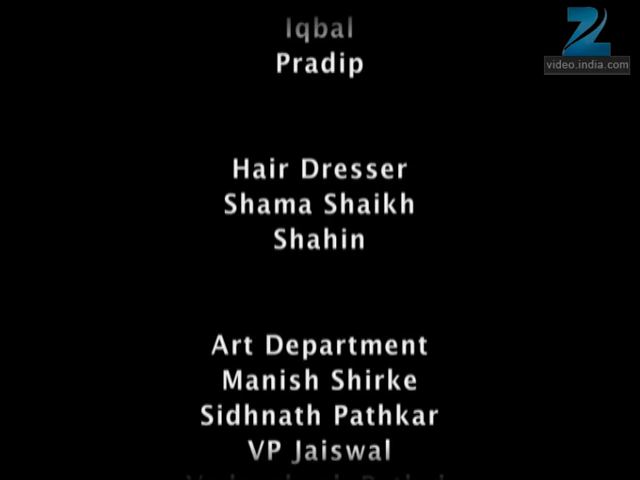 Iqbal
Pradip
video.india.com
Hair Dresser
Shama Shaikh
Shahin
Art Department
Manish Shirke
Sidhnath Pathkar
VP Jaiswal